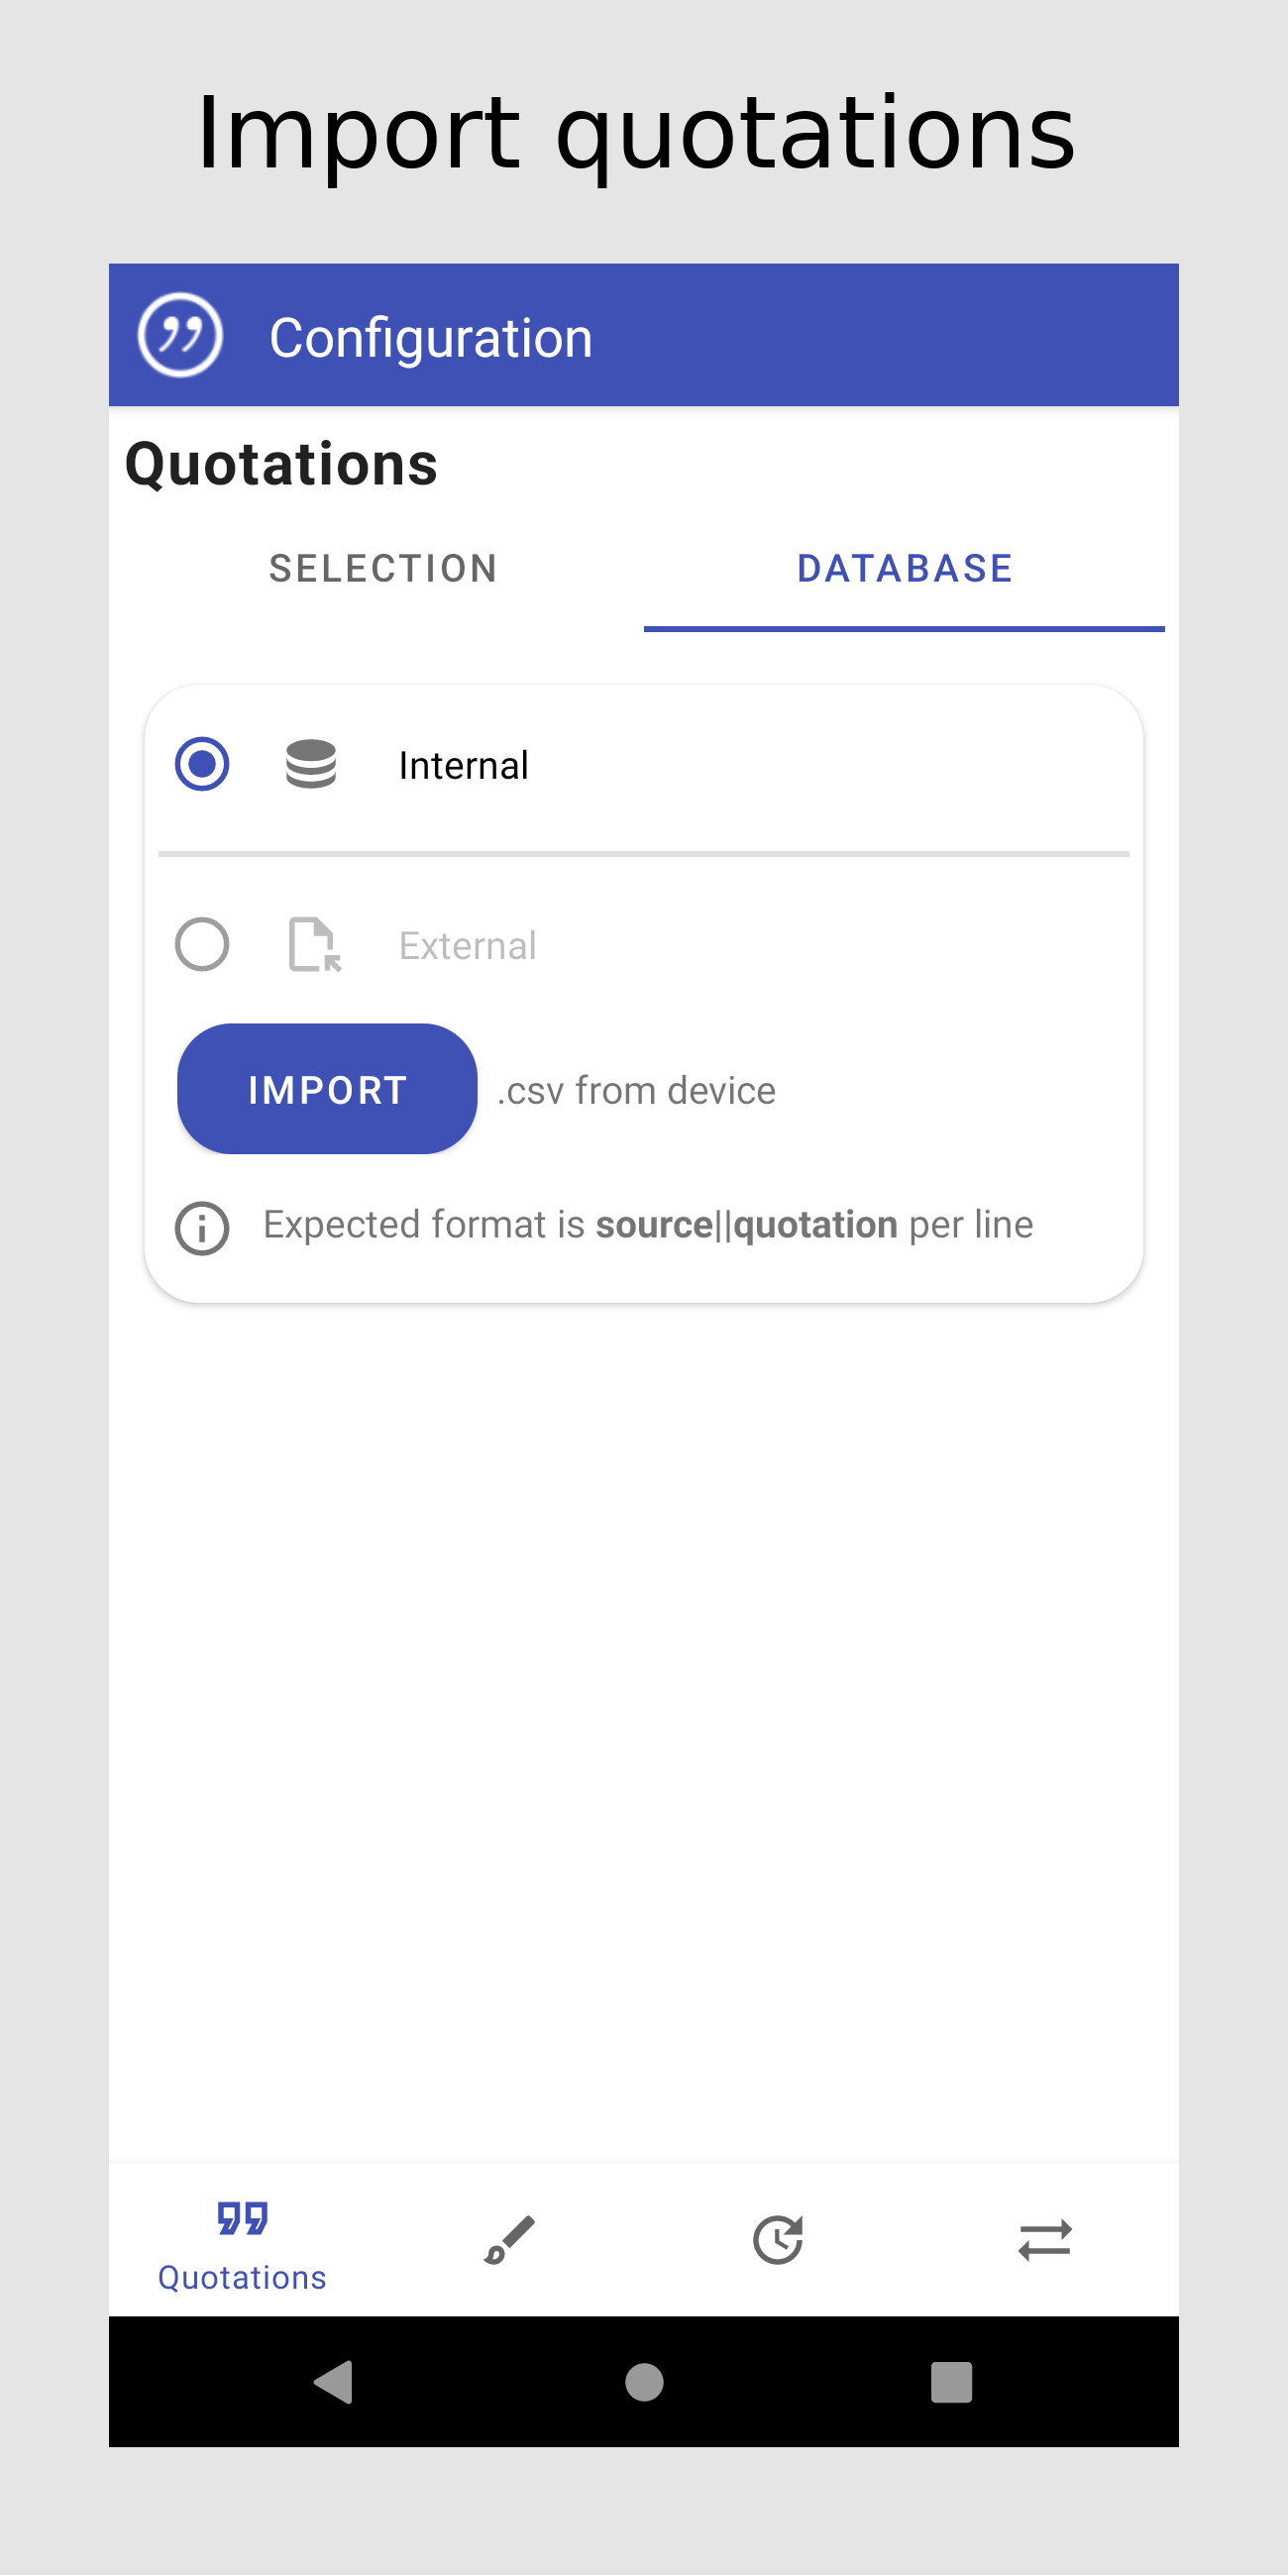 Import quotations
Configuration
Quotations
SELECTION
DATABASE
Internal
External
IMPORT
.csv from device
Expected format is source||quotation per line
Quotations